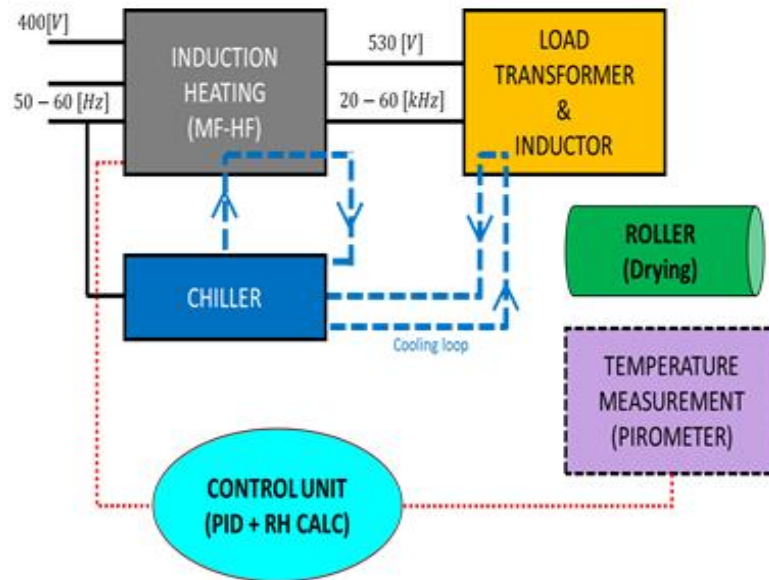 400[V]
50 − 60 [Hz]
INDUCTION
HEATING
(MF-HF)
530 [V]
20 − 60 [kHz]
LOAD
TRANSFORMER
&
INDUCTOR
ROLLER
(Drying)
CHILLER
Cooling loop
TEMPERATURE
MEASUREMENT
(PIROMETER)
CONTROL UNIT
(PID + RH CALC)